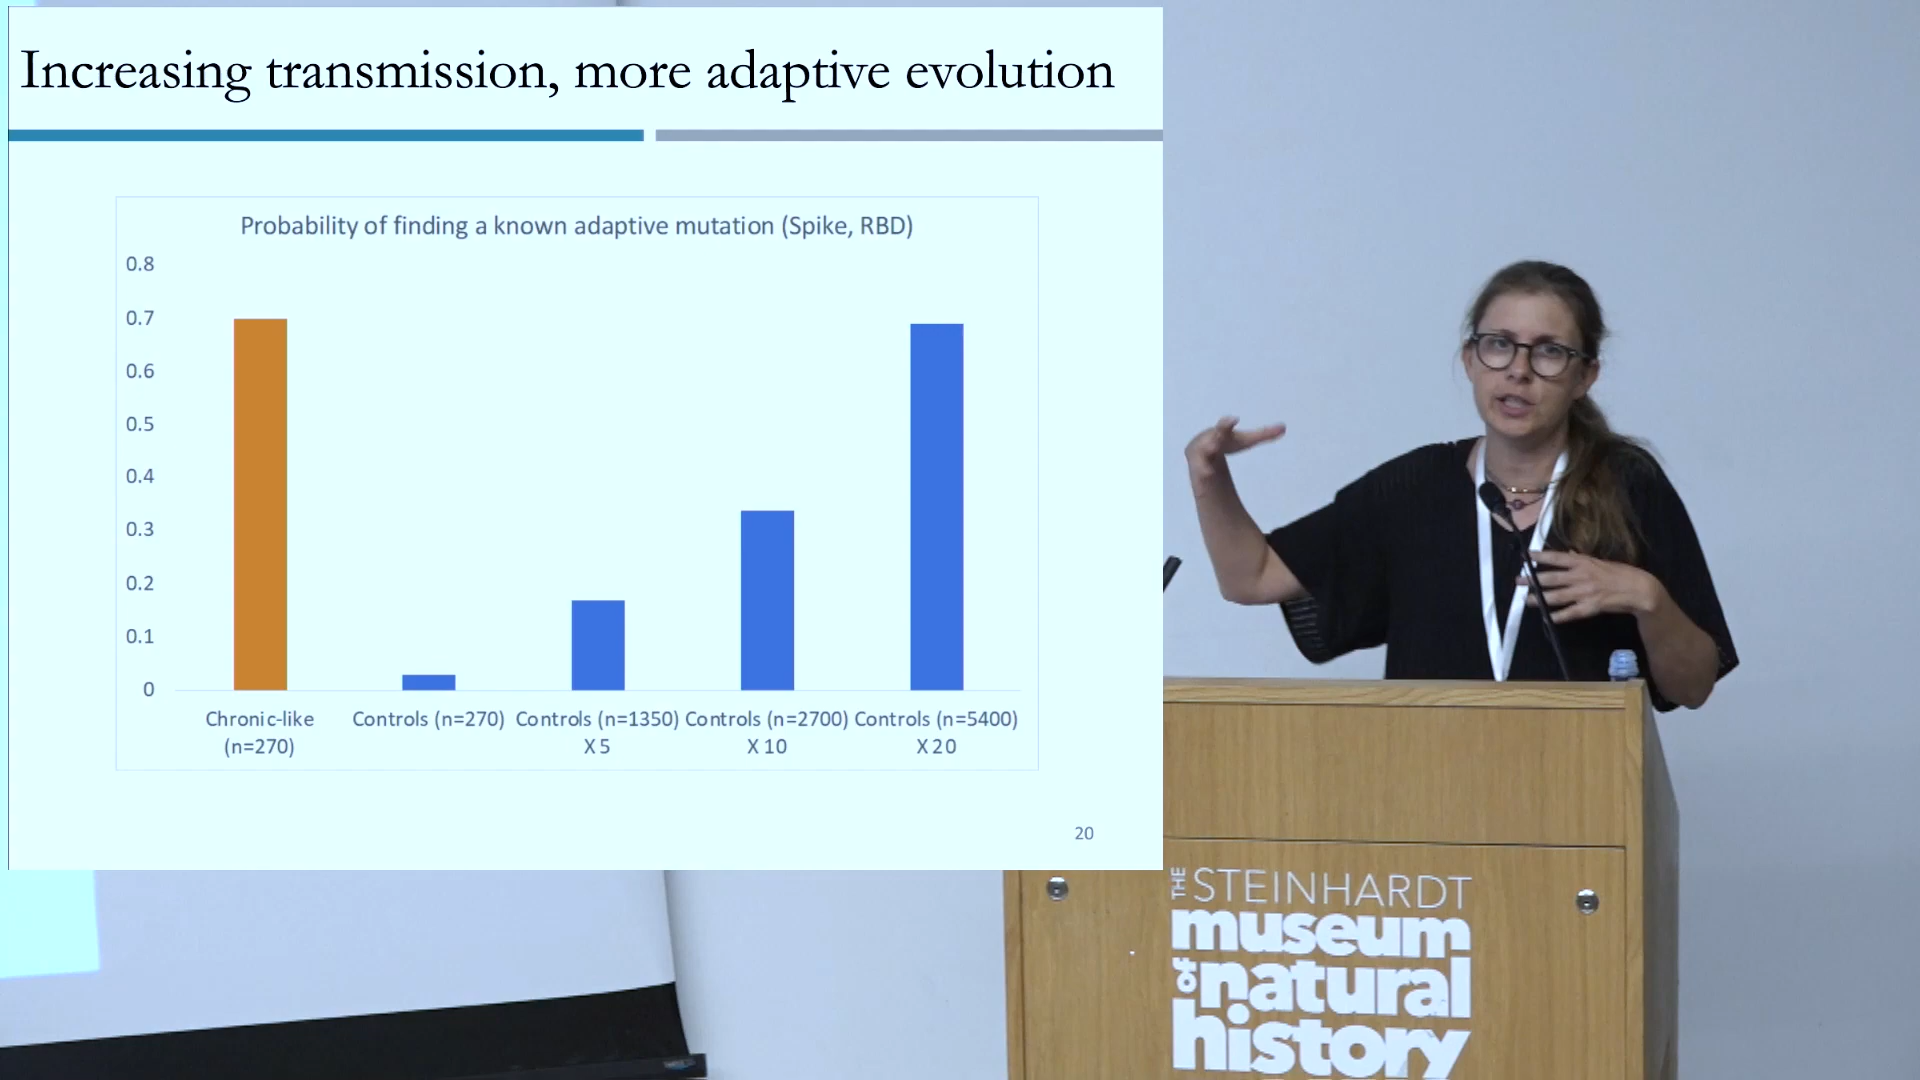 Increasing transmission, more adaptive evolution
Probability of finding a known adaptive mutation (Spike, RBD)
0.8
0.7
0.6
0.5
0.4
0.3
0.2
0.1
0
Chronic-like
(n=270)
Controls (n=270)
Controls (n=1350)
X 5
Controls (n=2700)
X 10
Controls (n=5400)
X 20
20
THE STEINHARDT
museum
of natural
history